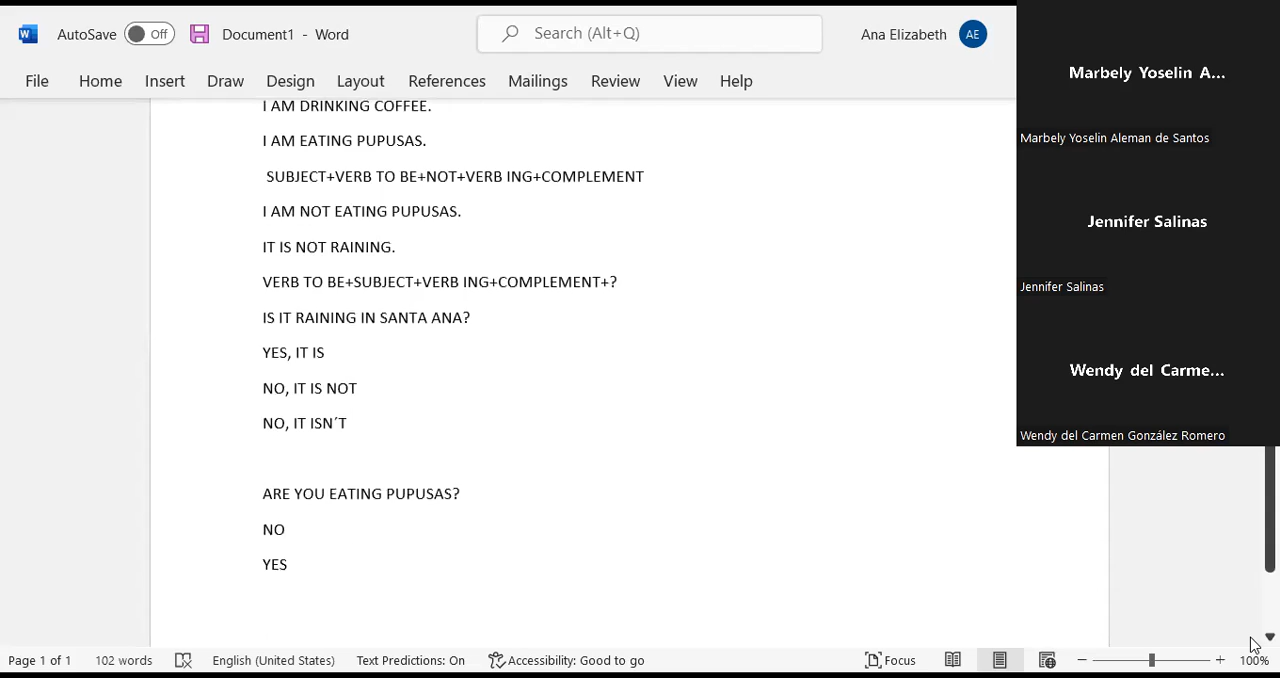 AutoSave Off Document1 - Word Search (Alt+Q) Ana Elizabeth AE
File Home Insert Draw Design Layout References Mailings Review View Help
I AM DRINKING COFFEE.
I AM EATING PUPUSAS.
SUBJECT+VERB TO BE+NOT+VERB ING+COMPLEMENT
I AM NOT EATING PUPUSAS.
IT IS NOT RAINING.
VERB TO BE+SUBJECT+VERB ING+COMPLEMENT+?
IS IT RAINING IN SANTA ANA?
YES, IT IS
NO, IT IS NOT
NO, IT ISN´T
ARE YOU EATING PUPUSAS?
NO
YES
Marbely Yoselin A...
Marbely Yoselin Aleman de Santos
Jennifer Salinas
Jennifer Salinas
Wendy del Carme...
Wendy del Carmen González Romero
Page 1 of 1 102 words English (United States) Text Predictions: On Accessibility: Good to go Focus 100%